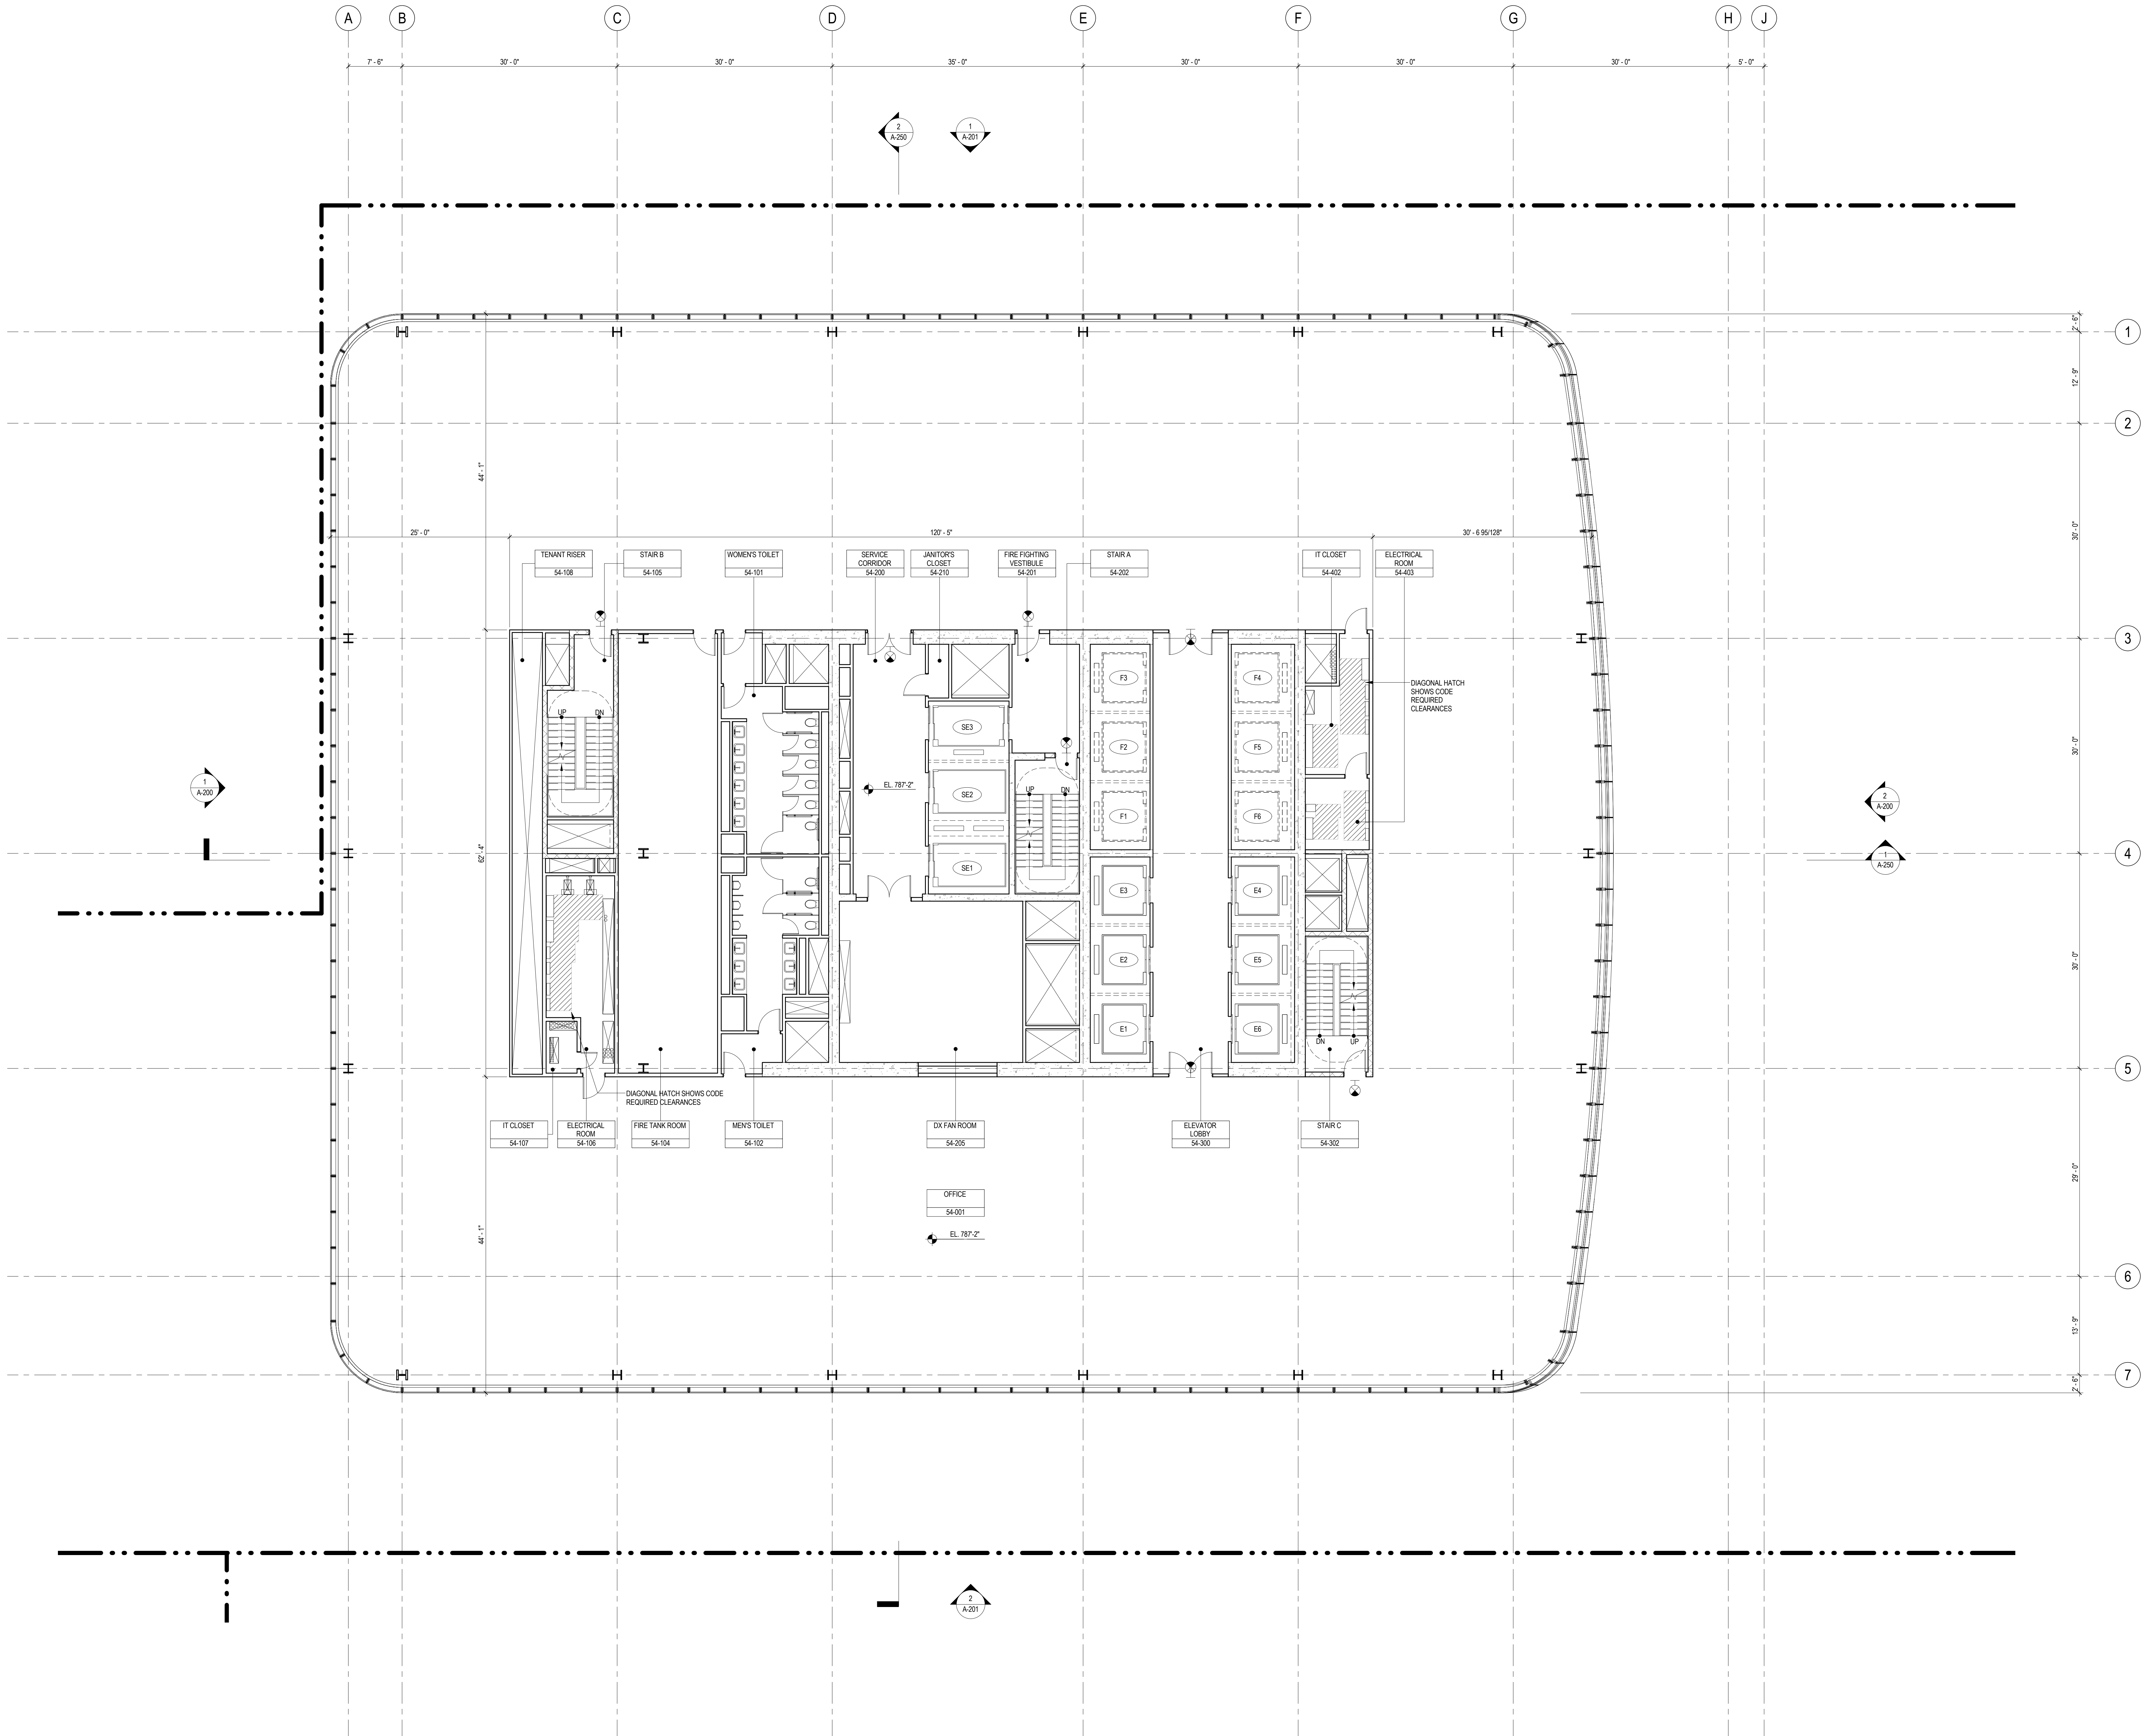 A B C D E F G H J
7' - 6" 30' - 0" 30' - 0" 35' - 0" 30' - 0" 30' - 0" 30' - 0" 5' - 0"
2
A-250
1
A-201
1
2' - 6"
12' - 9"
2
44' - 1"
30' - 0"
25' - 0" 120' - 5" 30' - 6 95/128"
TENANT RISER
54-108
STAIR B
54-105
WOMEN'S TOILET
54-101
SERVICE
CORRIDOR
54-200
JANITOR'S
CLOSET
54-210
FIRE FIGHTING
VESTIBULE
54-201
STAIR A
54-202
IT CLOSET
54-402
ELECTRICAL
ROOM
54-403
3
F3 F4
DIAGONAL HATCH
SHOWS CODE
REQUIRED
CLEARANCES
UP DN
SE3
F2 F5
30' - 0"
1
A-200
EL. 787'-2"
SE2
UP DN
2
A-200
F1 F6
62' - 4"
4
1
A-250
SE1
E3 E4
E2 E5
30' - 0"
E1 E6
DN UP
5
DIAGONAL HATCH SHOWS CODE
REQUIRED CLEARANCES
IT CLOSET
54-107
ELECTRICAL
ROOM
54-106
FIRE TANK ROOM
54-104
MEN'S TOILET
54-102
DX FAN ROOM
54-205
ELEVATOR
LOBBY
54-300
STAIR C
54-302
29' - 0"
OFFICE
54-001
44' - 1"
EL. 787'-2"
6
13' - 9"
7
2' - 6"
2
A-201